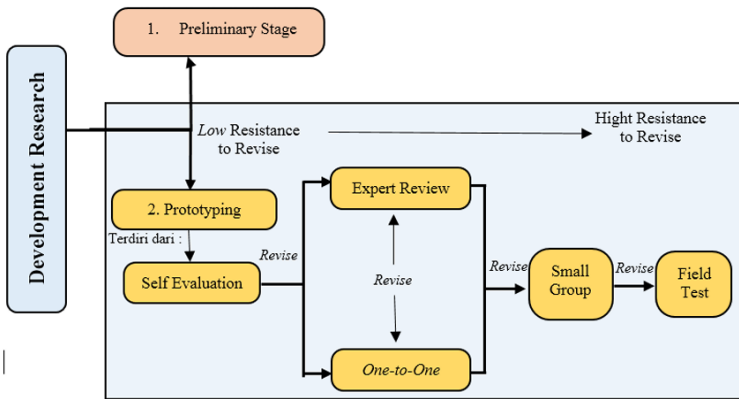 1. Preliminary Stage
Development Research
Low Resistance
to Revise
Hight Resistance
to Revise
2. Prototyping
Terdiri dari :
Self Evaluation
Revise
Expert Review
Revise
One-to-One
Revise
Small
Group
Revise
Field
Test